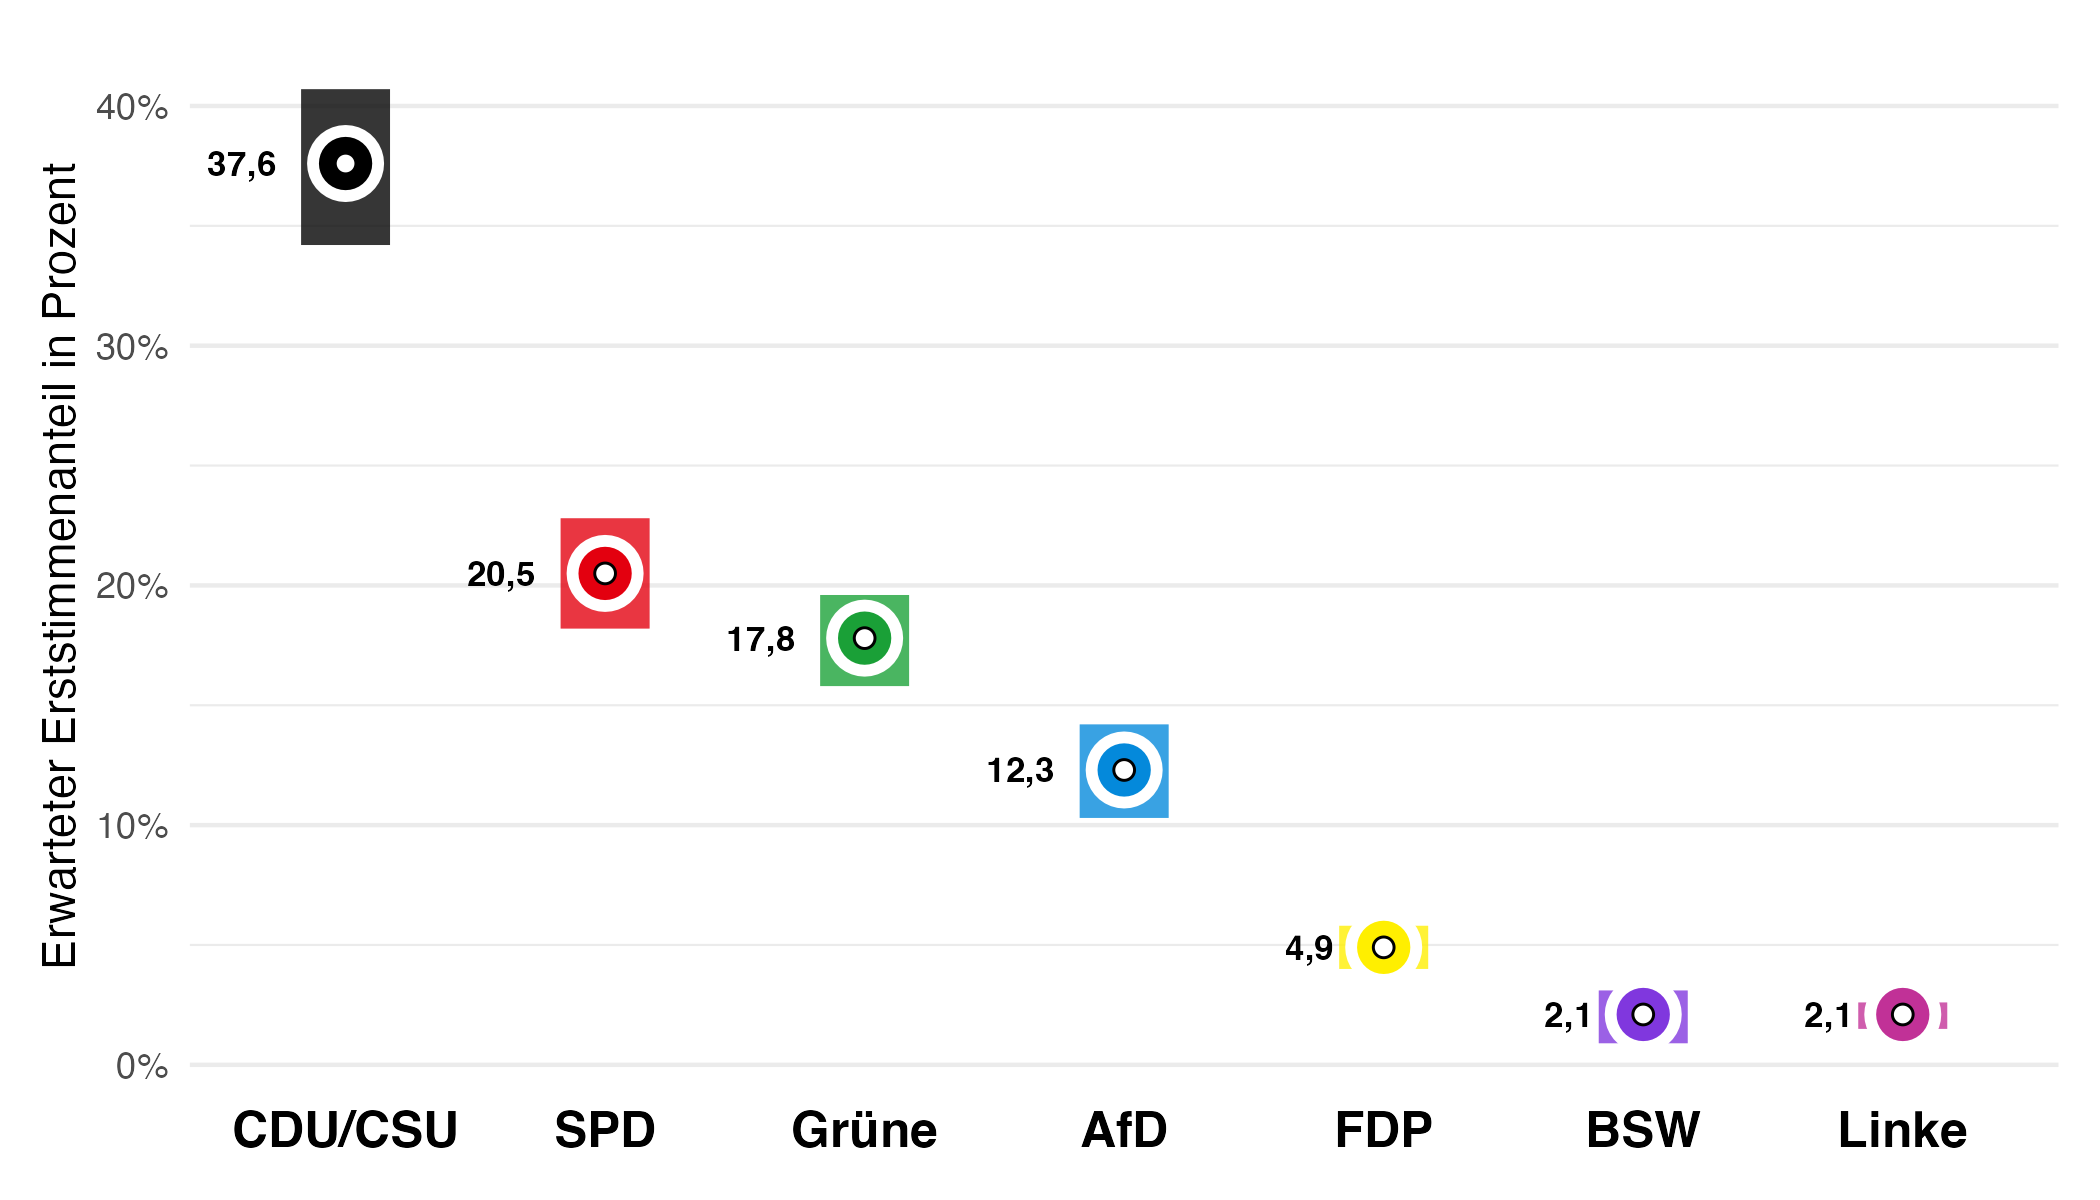 Erwarteter Erststimmenanteil in Prozent
40%
30%
20%
10%
0%
37,6
20,5
17,8
12,3
4,9
2,1
2,1
CDU/CSU
SPD
Grüne
AfD
FDP
BSW
Linke